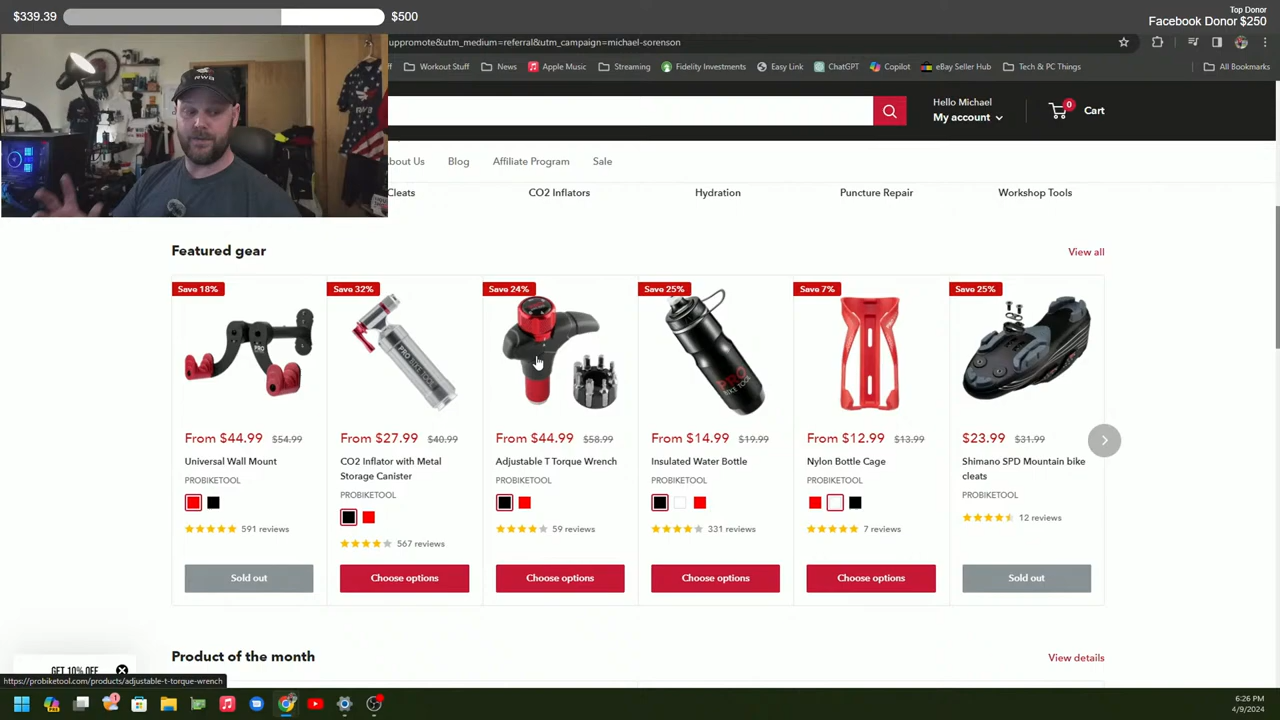 $339.39
$500
Top Donor
Facebook Donor $250
uppromote&utm_medium=referral&utm_campaign=michael-sorenson
Workout Stuff
News
Apple Music
Streaming
Fidelity Investments
Easy Link
ChatGPT
Copilot
eBay Seller Hub
Tech & PC Things
All Bookmarks
RWB
Hello Michael
My account
0
Cart
About Us
Blog
Affiliate Program
Sale
Cleats
CO2 Inflators
Hydration
Puncture Repair
Workshop Tools
Featured gear
View all
Save 18%
Save 32%
Save 24%
Save 25%
Save 7%
Save 25%
PRO BIKE TOOL
PRO
BIKE TOOL
From $44.99 $54.99
From $27.99 $40.99
From $44.99 $58.99
From $14.99 $19.99
From $12.99 $13.99
$23.99 $31.99
Universal Wall Mount
PROBIKETOOL
591 reviews
Sold out
CO2 Inflator with Metal
Storage Canister
PROBIKETOOL
567 reviews
Choose options
Adjustable T Torque Wrench
PROBIKETOOL
59 reviews
Choose options
Insulated Water Bottle
PROBIKETOOL
331 reviews
Choose options
Nylon Bottle Cage
PROBIKETOOL
7 reviews
Choose options
Shimano SPD Mountain bike
cleats
PROBIKETOOL
12 reviews
Sold out
Product of the month
View details
GET 10% OFF
https://probiketool.com/products/adjustable-t-torque-wrench
6:26 PM
4/9/2024